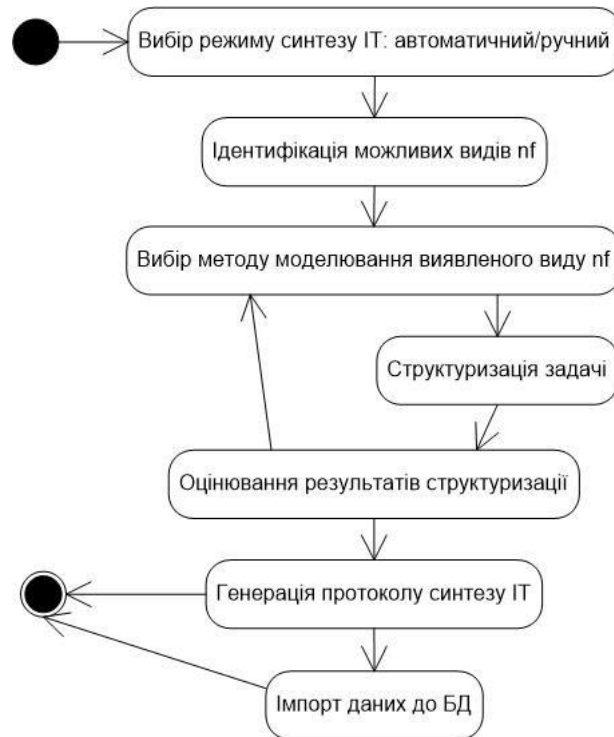 Вибір режиму синтезу ІТ: автоматичний/ручний
Ідентифікація можливих видів nf
Вибір методу моделювання виявленого виду nf
Структуризація задачі
Оцінювання результатів структуризації
Генерація протоколу синтезу ІТ
Імпорт даних до БД